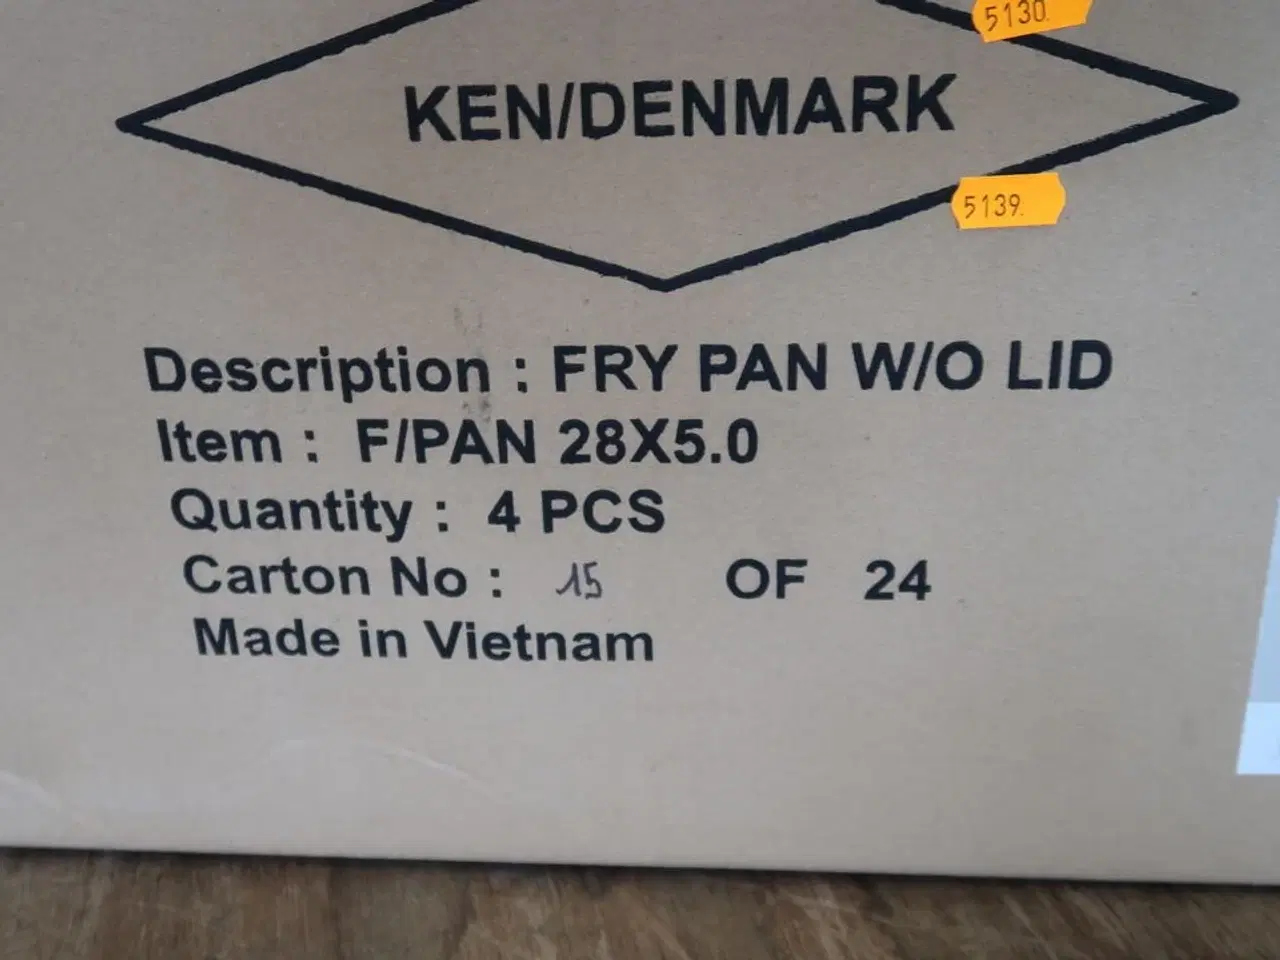 5130.
KEN/DENMARK
5139.
Description : FRY PAN W/O LID
Item : F/PAN 28X5.0
Quantity : 4 PCS
Carton No : 15 OF 24
Made in Vietnam